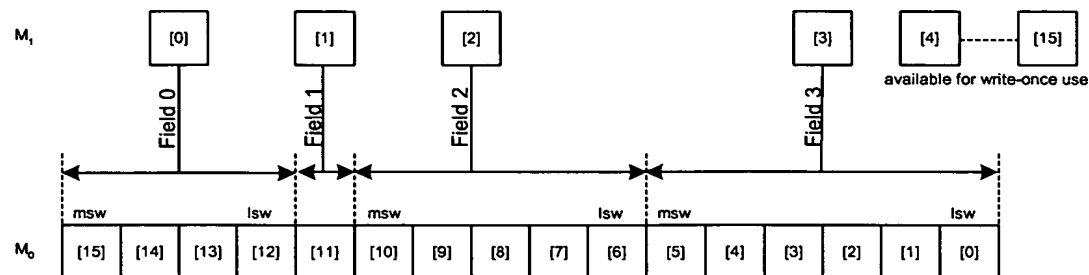 M₁ [0] [1] [2] [3] [4] [15]
available for write-once use
Field 0 Field 1 Field 2 Field 3
msw lsw msw lsw msw lsw
M₀ [15] [14] [13] [12] [11] [10] [9] [8] [7] [6] [5] [4] [3] [2] [1] [0]